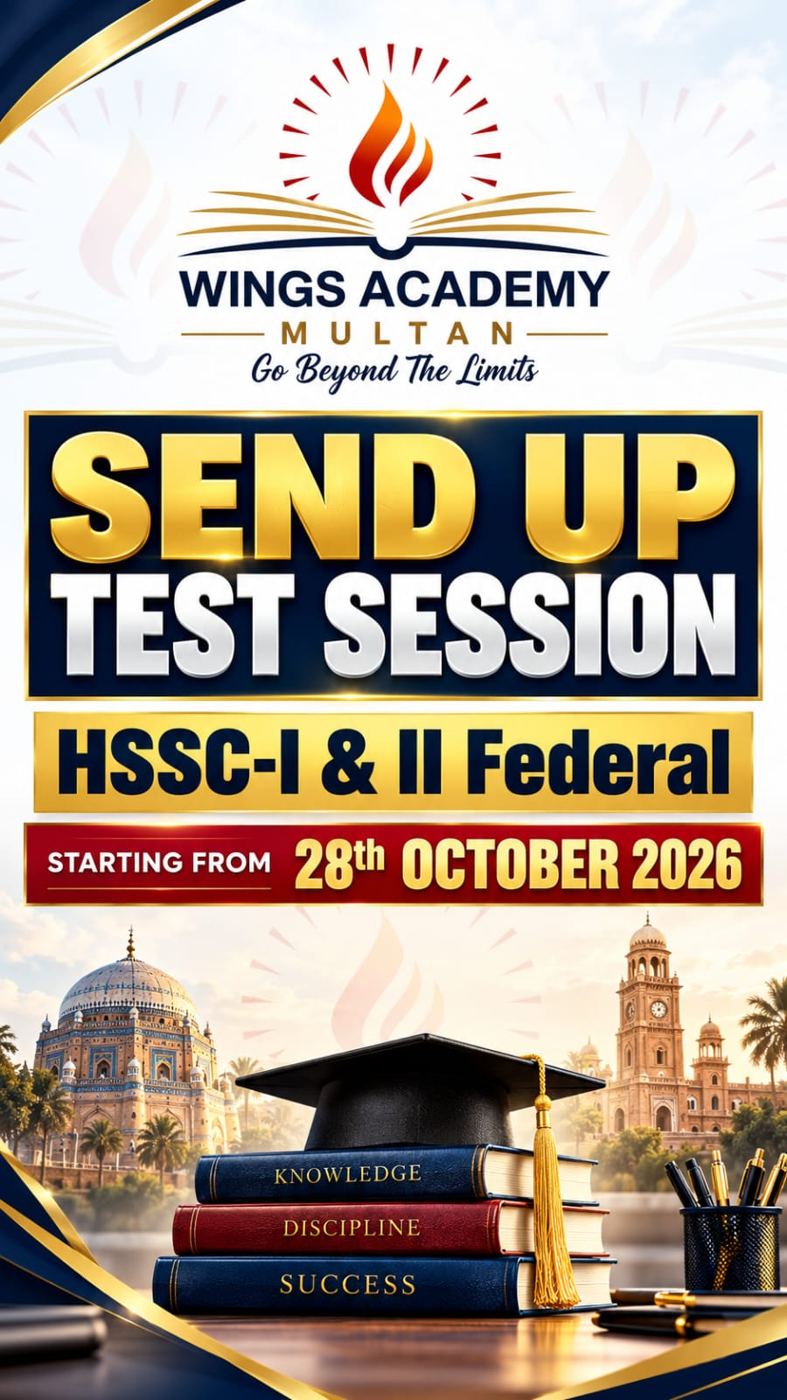 WINGS ACADEMY
MULTAN
Go Beyond The Limits
SEND UP
TEST SESSION
HSSC-I & II Federal
STARTING FROM 28th OCTOBER 2026
KNOWLEDGE
DISCIPLINE
SUCCESS